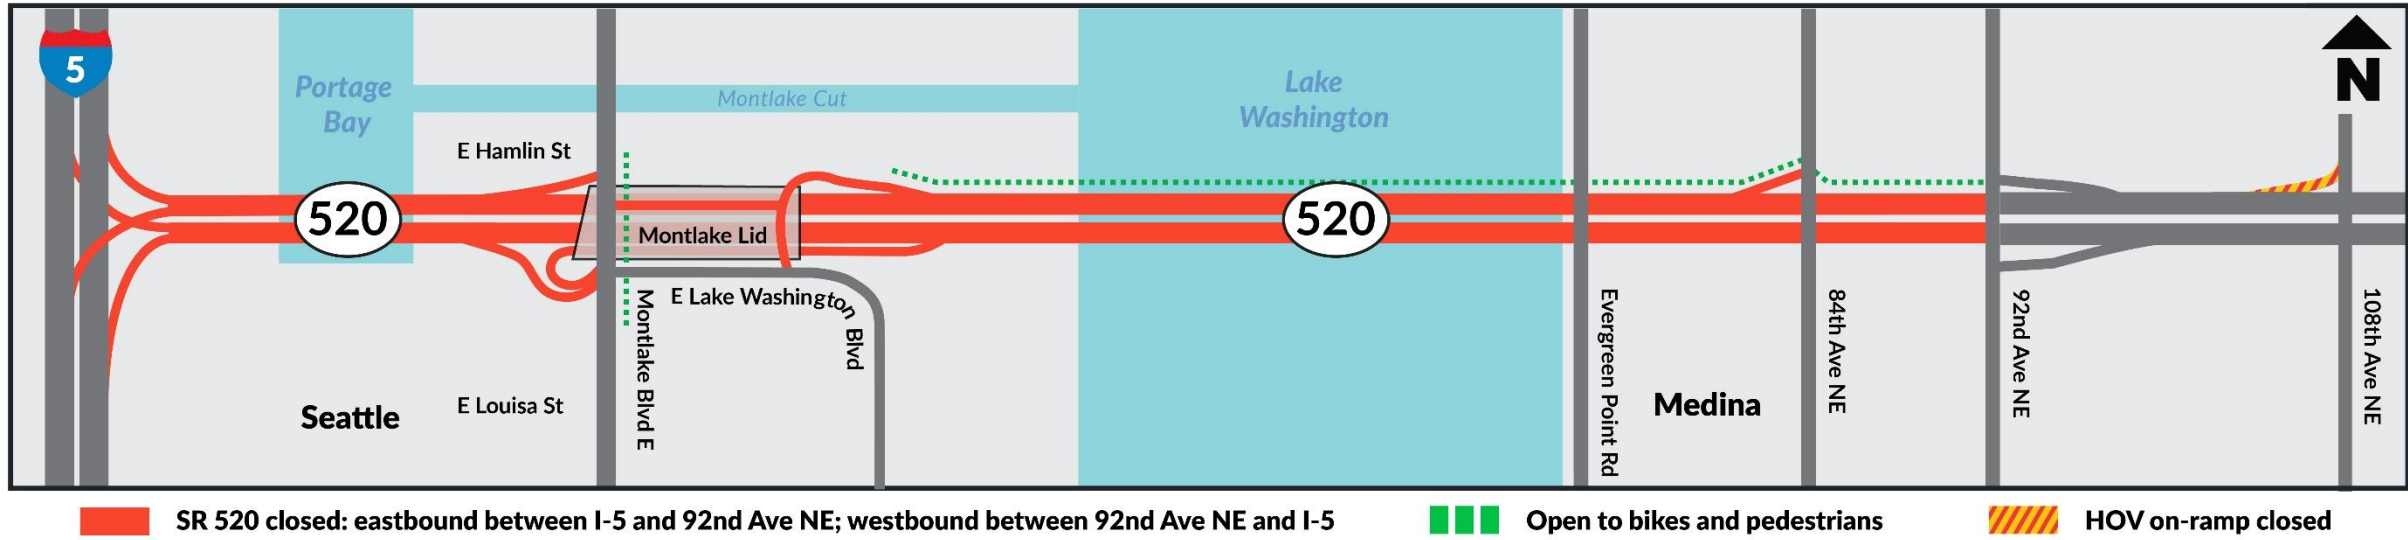 5
Portage
Bay
Montlake Cut
Lake
Washington
N
E Hamlin St
520
520
Montlake Lid
E Lake Washington Blvd
Montlake Blvd E
Evergreen Point Rd
84th Ave NE
92nd Ave NE
108th Ave NE
Seattle
E Louisa St
Medina
SR 520 closed: eastbound between I-5 and 92nd Ave NE; westbound between 92nd Ave NE and I-5
Open to bikes and pedestrians
HOV on-ramp closed